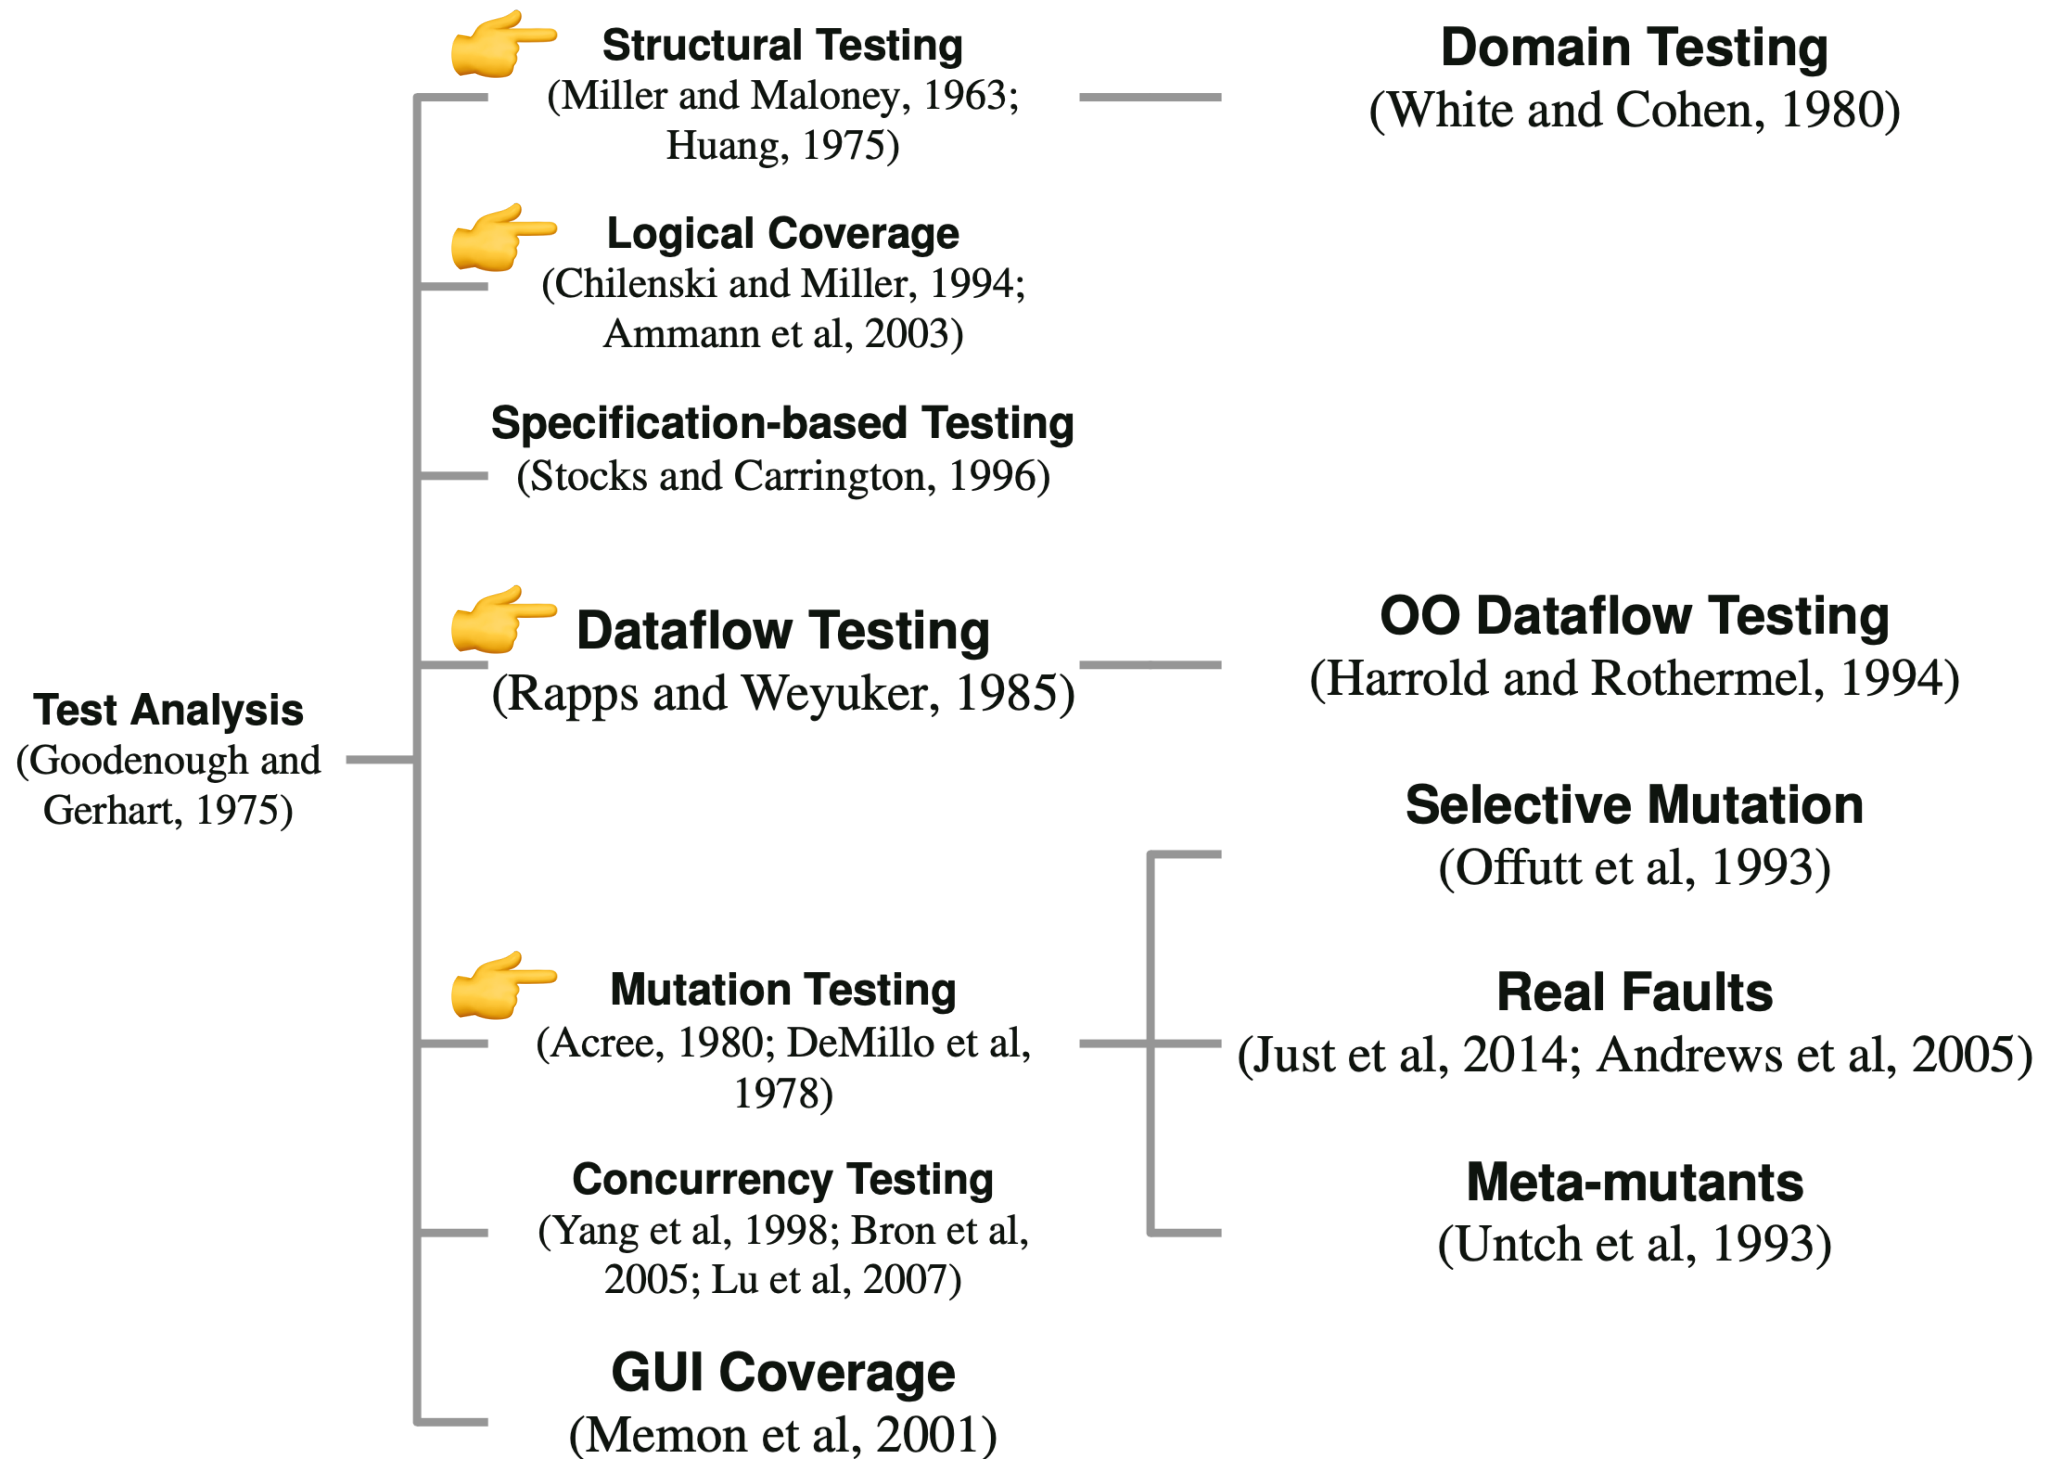 Test Analysis
(Goodenough and
Gerhart, 1975)
Structural Testing
(Miller and Maloney, 1963;
Huang, 1975)
Domain Testing
(White and Cohen, 1980)
Logical Coverage
(Chilenski and Miller, 1994;
Ammann et al, 2003)
Specification-based Testing
(Stocks and Carrington, 1996)
Dataflow Testing
(Rapps and Weyuker, 1985)
OO Dataflow Testing
(Harrold and Rothermel, 1994)
Mutation Testing
(Acree, 1980; DeMillo et al,
1978)
Selective Mutation
(Offutt et al, 1993)
Real Faults
(Just et al, 2014; Andrews et al, 2005)
Meta-mutants
(Untch et al, 1993)
Concurrency Testing
(Yang et al, 1998; Bron et al,
2005; Lu et al, 2007)
GUI Coverage
(Memon et al, 2001)